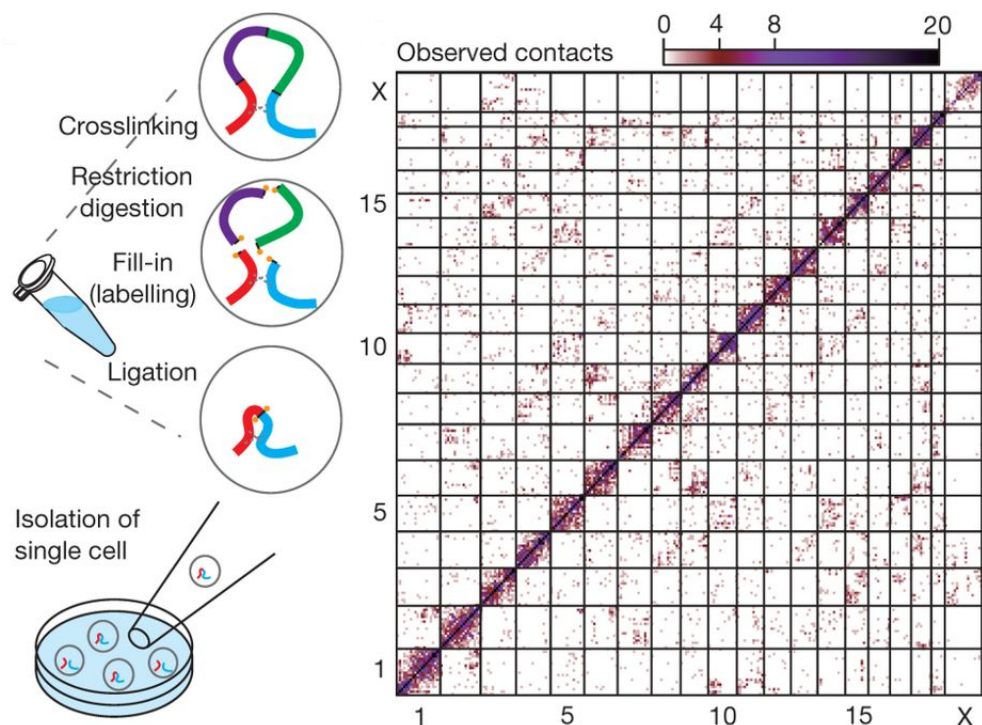 Crosslinking
Restriction
digestion
Fill-in
(labelling)
Ligation
Isolation of
single cell
Observed contacts
0 4 8 20
X
15
10
5
1
1 5 10 15 X